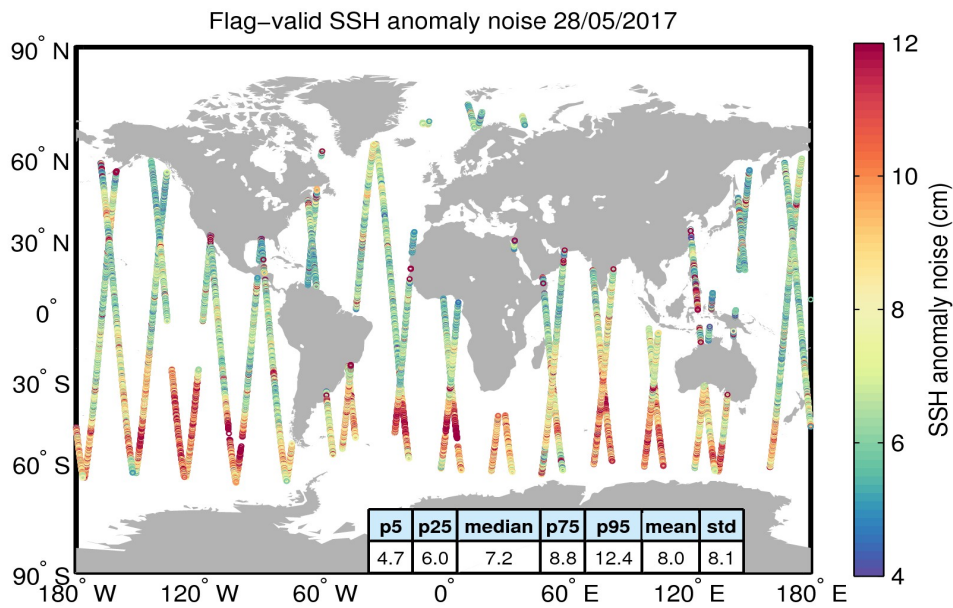 Flag–valid SSH anomaly noise 28/05/2017
90° N
60° N
30° N
0°
30° S
60° S
90° S
180° W
120° W
60° W
0°
60° E
120° E
180° E
p5 p25 median p75 p95 mean std
4.7 6.0 7.2 8.8 12.4 8.0 8.1
12
10
8
6
4
SSH anomaly noise (cm)